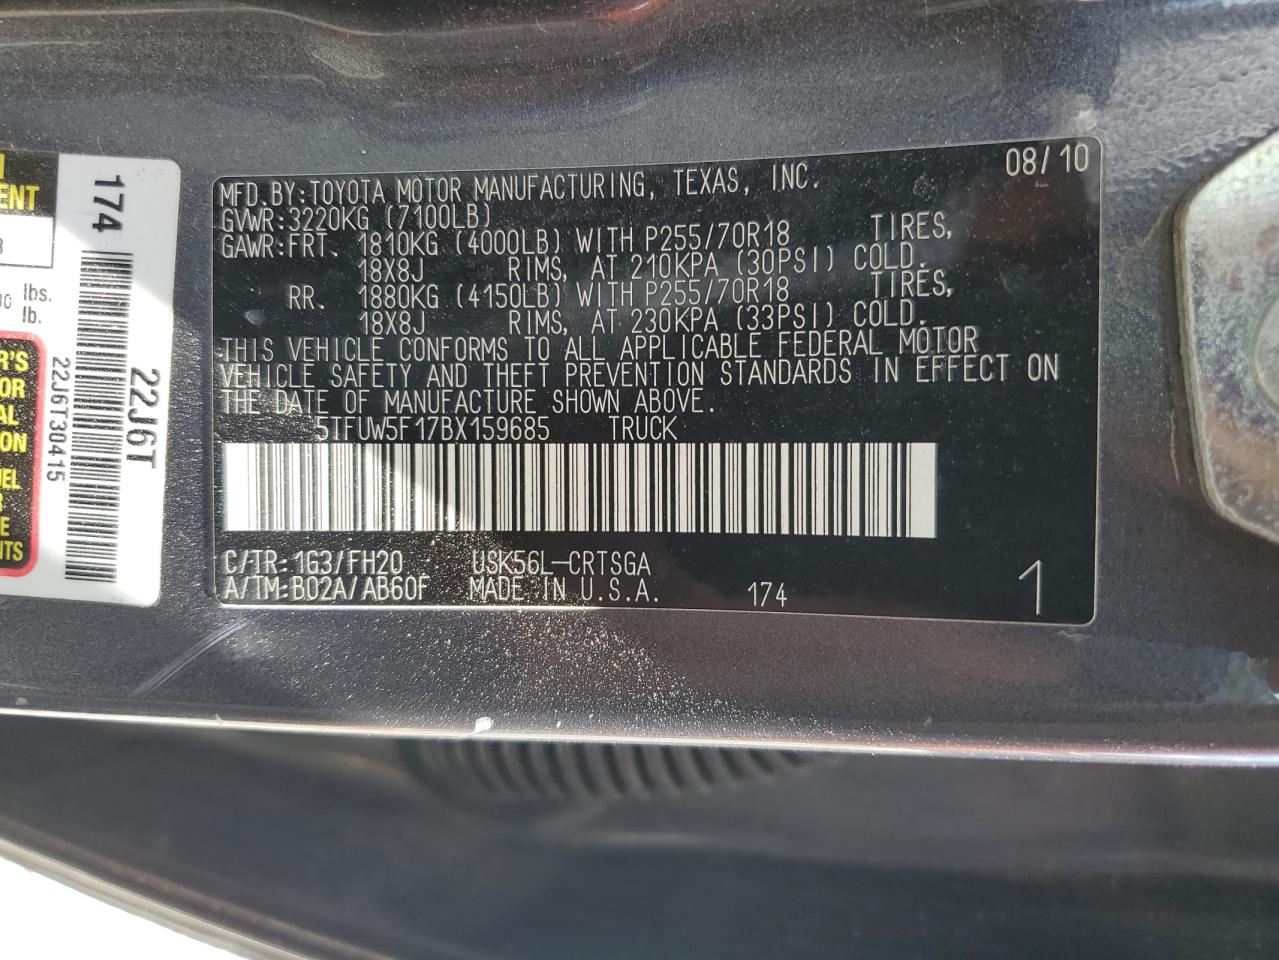 MFD.BY:TOYOTA MOTOR MANUFACTURING, TEXAS, INC. 08/10
GVWR:3220KG (7100LB)
GAWR:FRT. 1810KG (4000LB) WITH P255/70R18 TIRES,
18X8J RIMS, AT 210KPA (30PSI) COLD.
RR. 1880KG (4150LB) WITH P255/70R18 TIRES,
18X8J RIMS, AT 230KPA (33PSI) COLD.
THIS VEHICLE CONFORMS TO ALL APPLICABLE FEDERAL MOTOR
VEHICLE SAFETY AND THEFT PREVENTION STANDARDS IN EFFECT ON
THE DATE OF MANUFACTURE SHOWN ABOVE.
5TFUW5F17BX159685 TRUCK
C/TR:1G3/FH20 USK56L-CRTSGA
A/TM:B02A/AB60F MADE IN U.S.A. 174 1
174
22J6T
22J6T30415
lbs.
lb.